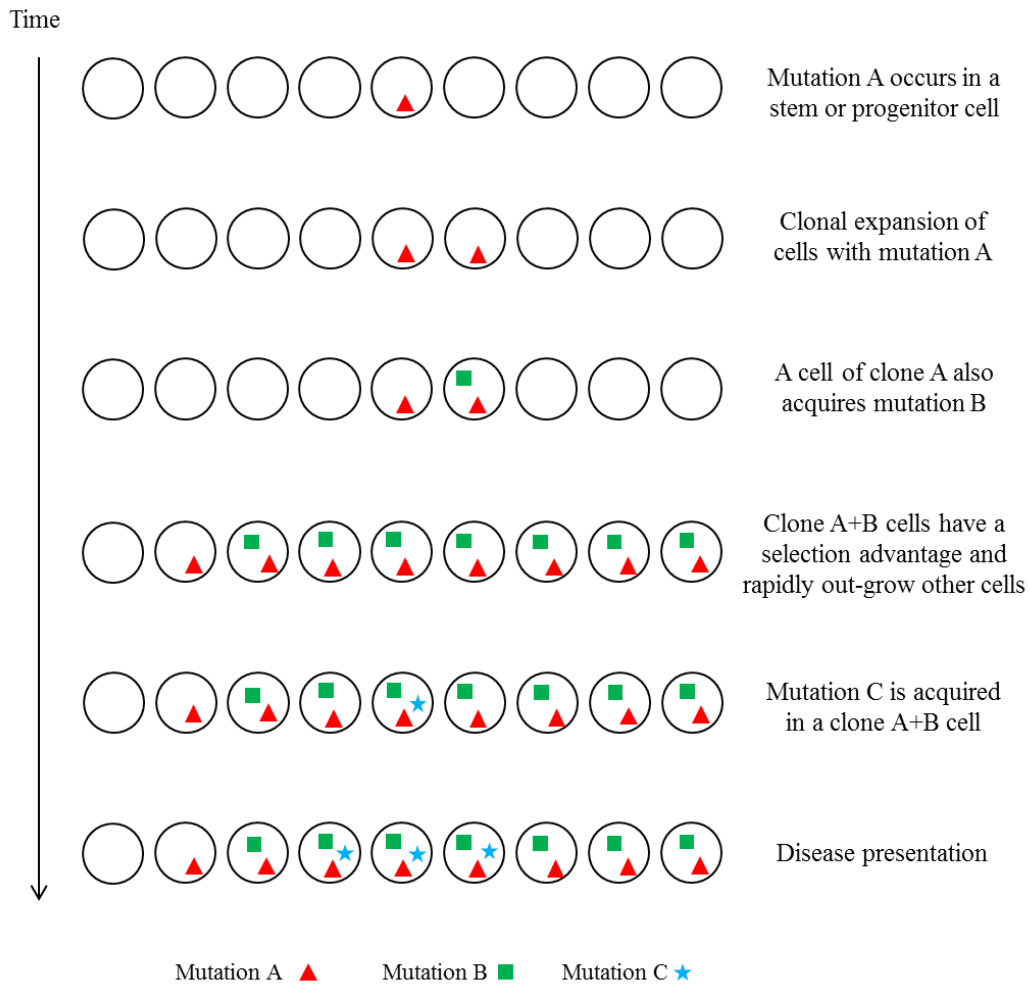 Time
Mutation A occurs in a
stem or progenitor cell
Clonal expansion of
cells with mutation A
A cell of clone A also
acquires mutation B
Clone A+B cells have a
selection advantage and
rapidly out-grow other cells
Mutation C is acquired
in a clone A+B cell
Disease presentation
Mutation A Mutation B Mutation C